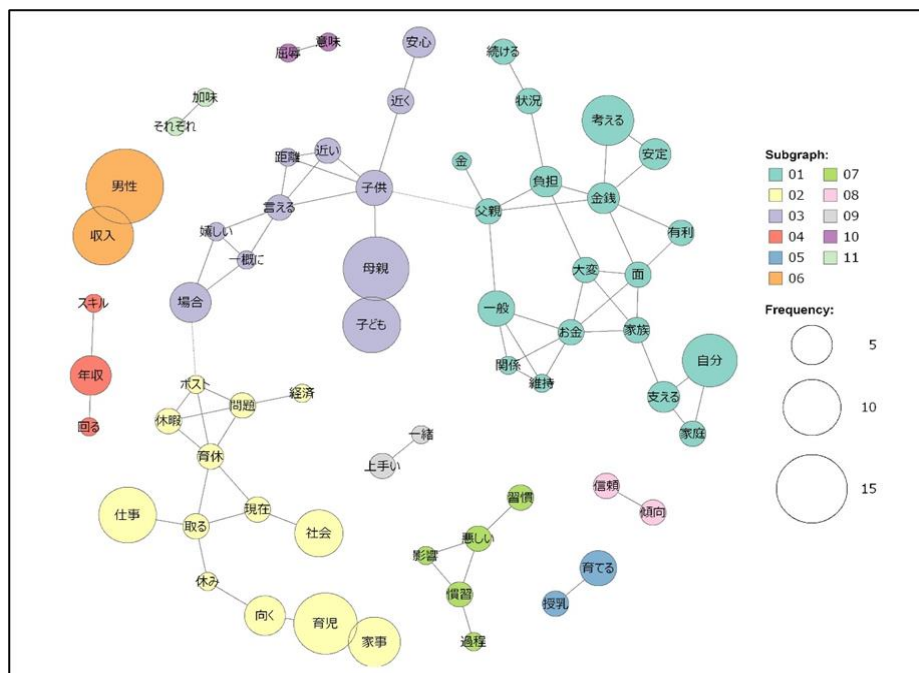 安心
意味
屈辱
続ける
近く
加味
状況
それぞれ
考える
近い
距離
安定
金
負担
男性
子供
金銭
言える
父親
収入
嬉しい
有利
一概に
母親
大変
面
場合
スキル
一般
子ども
お金
家族
自分
関係
年収
ポスト
維持
経済
問題
支える
休暇
回る
一緒
家庭
育休
上手い
信頼
習慣
現在
傾向
仕事
取る
社会
悪しい
影響
育てる
休み
慣習
授乳
向く
育児
家事
過程
Subgraph:
01
07
02
08
03
09
04
10
05
11
06
Frequency:
5
10
15